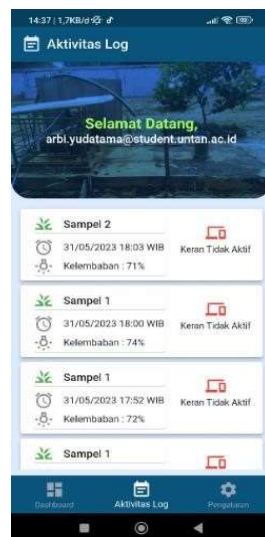 14:37 | 1,7KB/d
Aktivitas Log
Selamat Datang,
arbi.yudatama@student.untan.ac.id
Sampel 2
31/05/2023 18:03 WIB
Kelembaban : 71%
Keran Tidak Aktif
Sampel 1
31/05/2023 18:00 WIB
Kelembaban : 74%
Keran Tidak Aktif
Sampel 1
31/05/2023 17:52 WIB
Kelembaban : 72%
Keran Tidak Aktif
Sampel 1
Dashboard
Aktivitas Log
Pengaturan